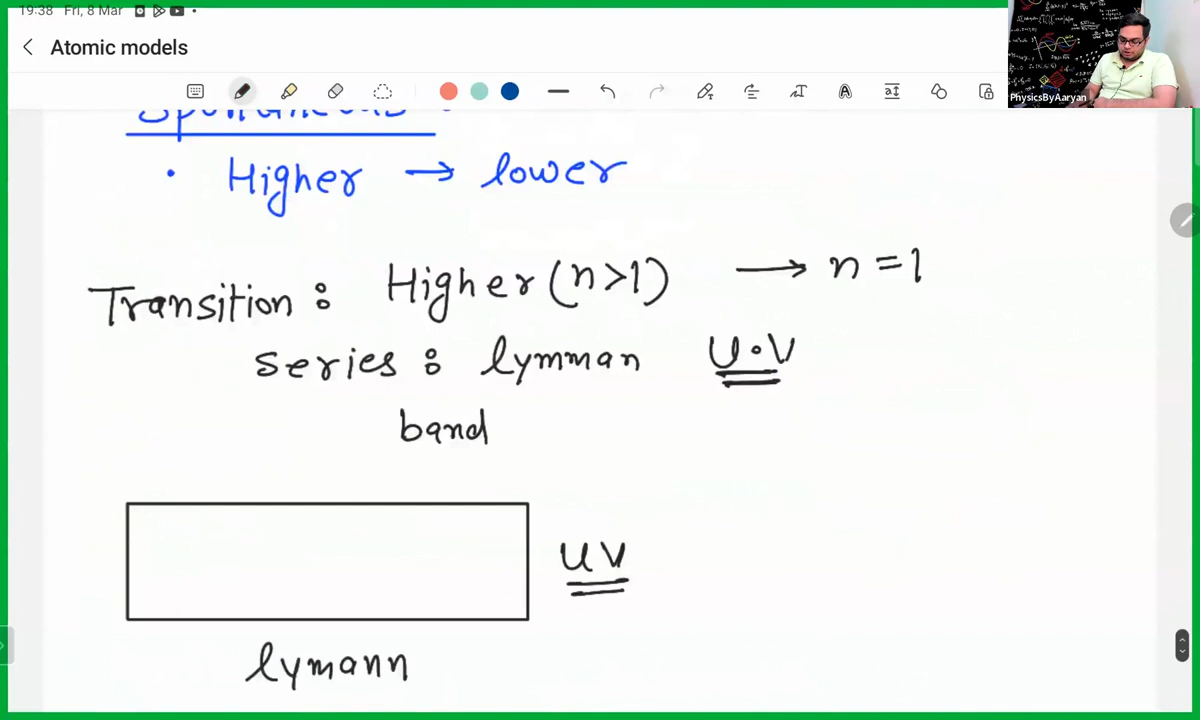 19:38 Fri, 8 Mar
Atomic models
PhysicsByAaryan
Spontaneous
• Higher → lower
Transition : Higher (n>1) → n = 1
series : lymman U.V
band
UV
lymann